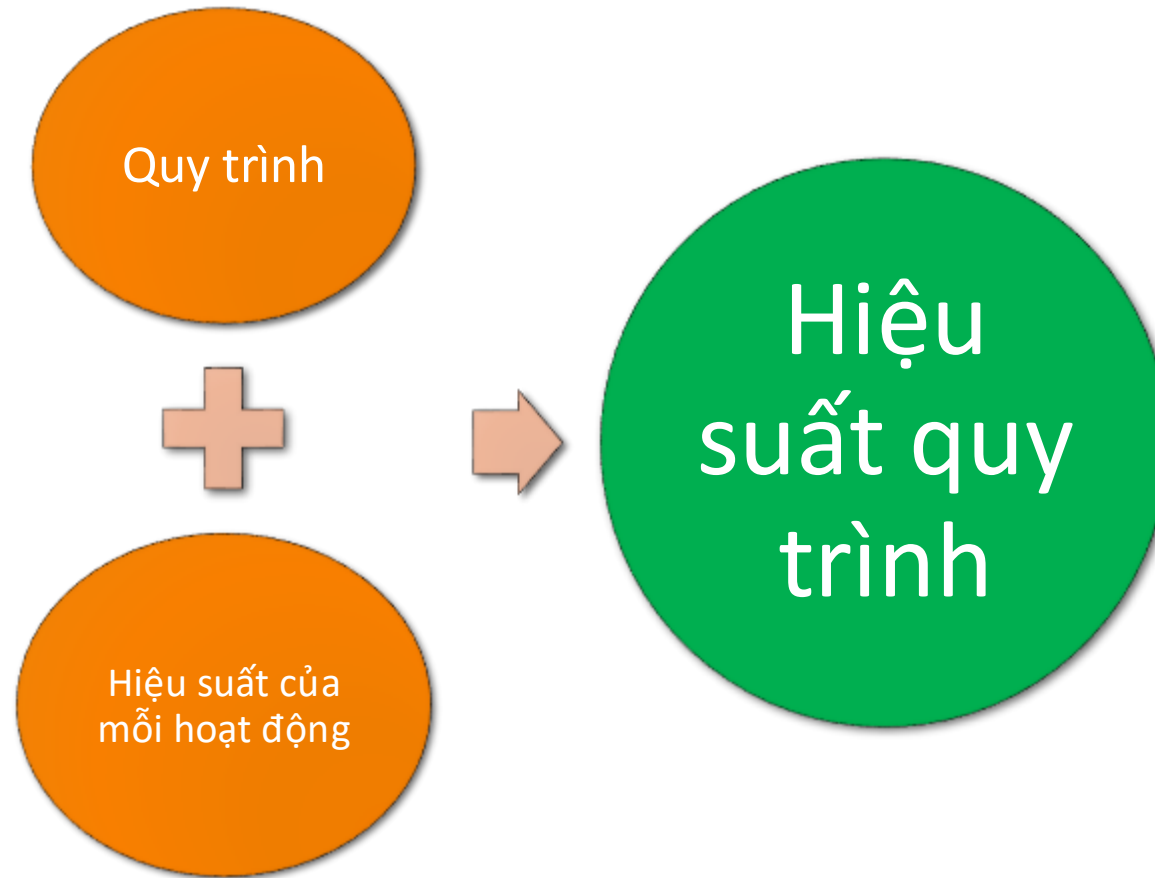 Quy trình
Hiệu suất của
mỗi hoạt động
Hiệu
suất quy
trình